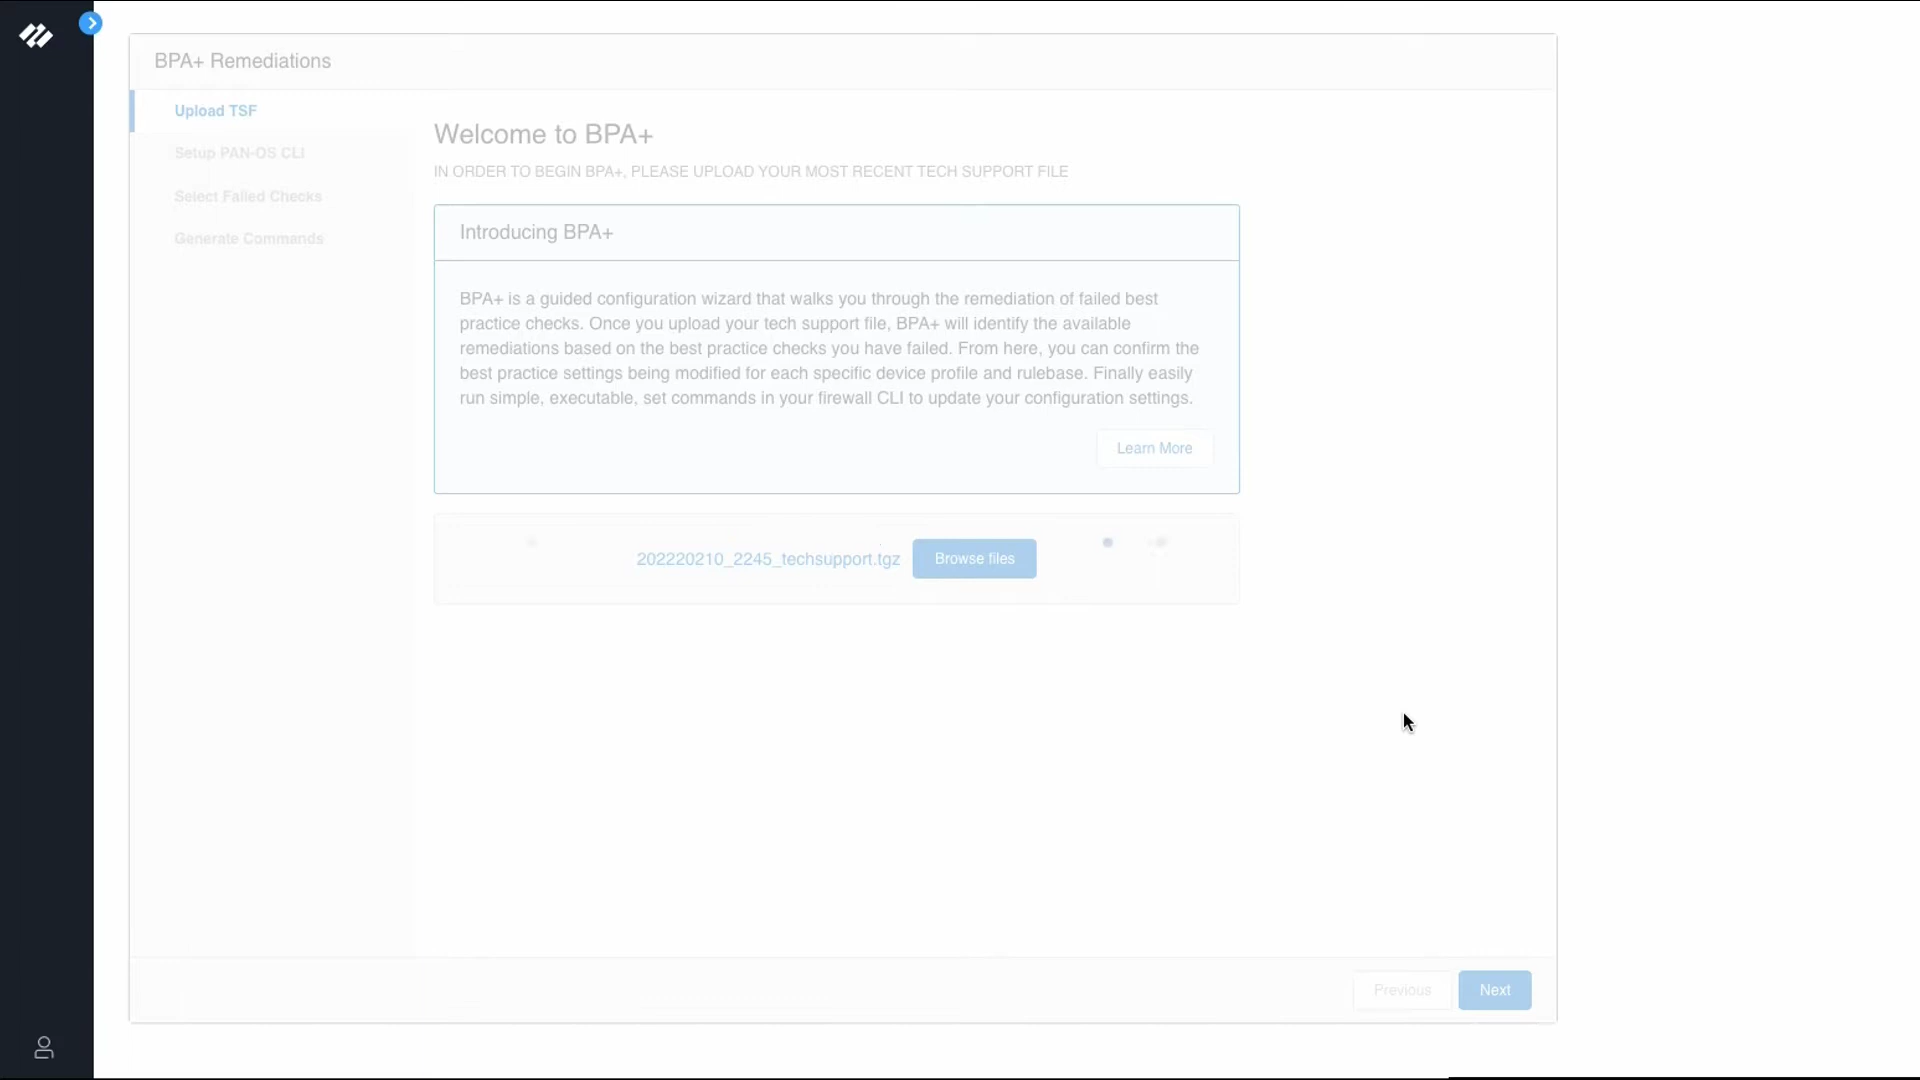 BPA+ Remediations
Upload TSF
Setup PAN-OS CLI
Select Failed Checks
Generate Commands
Welcome to BPA+
IN ORDER TO BEGIN BPA+, PLEASE UPLOAD YOUR MOST RECENT TECH SUPPORT FILE
Introducing BPA+
BPA+ is a guided configuration wizard that walks you through the remediation of failed best
practice checks. Once you upload your tech support file, BPA+ will identify the available
remediations based on the best practice checks you have failed. From here, you can confirm the
best practice settings being modified for each specific device profile and rulebase. Finally easily
run simple, executable, set commands in your firewall CLI to update your configuration settings.
Learn More
202220210_2245_techsupport.tgz Browse files
Previous Next